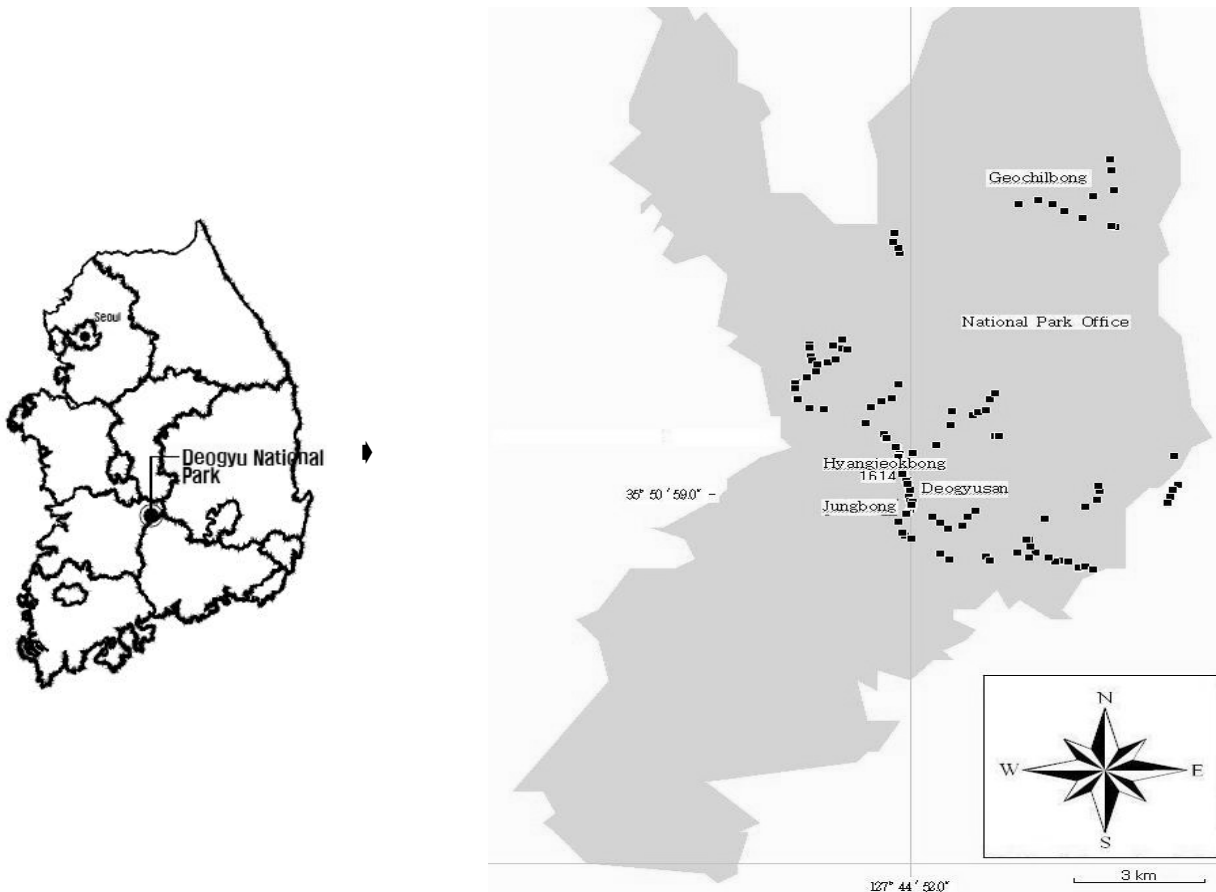 Seoul
Deogyu National
Park
Geochilbong
National Park Office
Hyangjeokbong
1614
Deogyusan
35° 50 ′ 59.0″
Jungbong
N
W
E
S
127° 44 ′ 52.0″
3 km